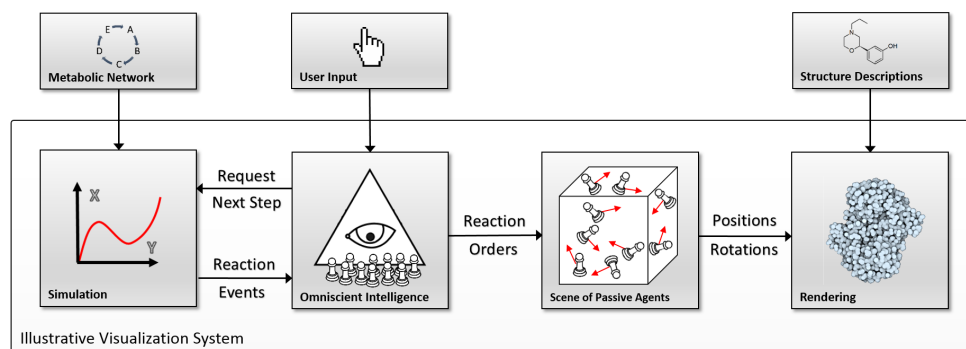 E A
D B
C
Metabolic Network
User Input
N
O
OH
Structure Descriptions
X
Y
Simulation
Request
Next Step
Reaction
Events
Omniscient Intelligence
Reaction
Orders
Scene of Passive Agents
Positions
Rotations
Rendering
Illustrative Visualization System